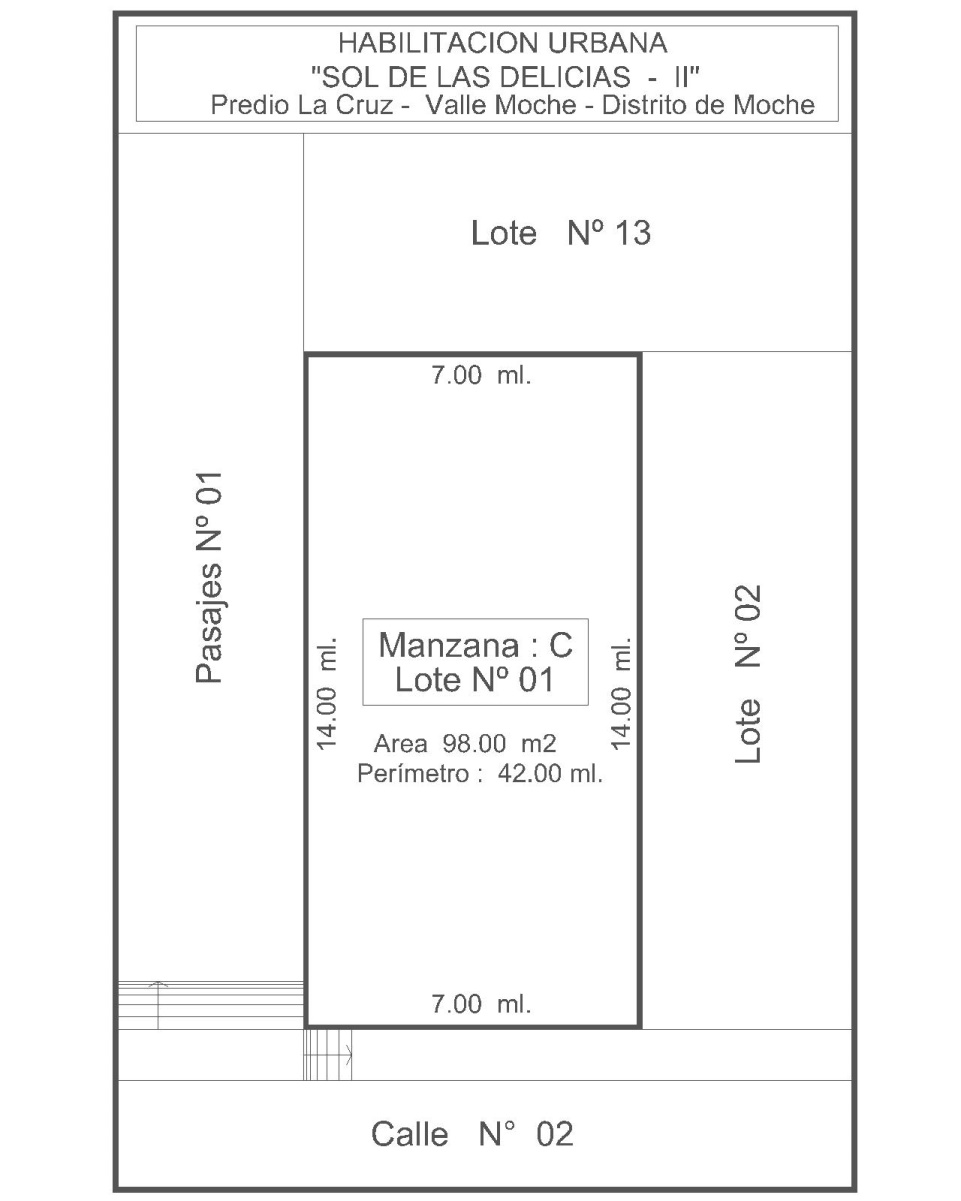 HABILITACION URBANA
"SOL DE LAS DELICIAS - II"
Predio La Cruz - Valle Moche - Distrito de Moche
Lote Nº 13
7.00 ml.
Pasajes Nº 01
14.00 ml.
Manzana : C
Lote Nº 01
Area 98.00 m2
Perímetro : 42.00 ml.
14.00 ml.
Lote Nº 02
7.00 ml.
Calle N° 02